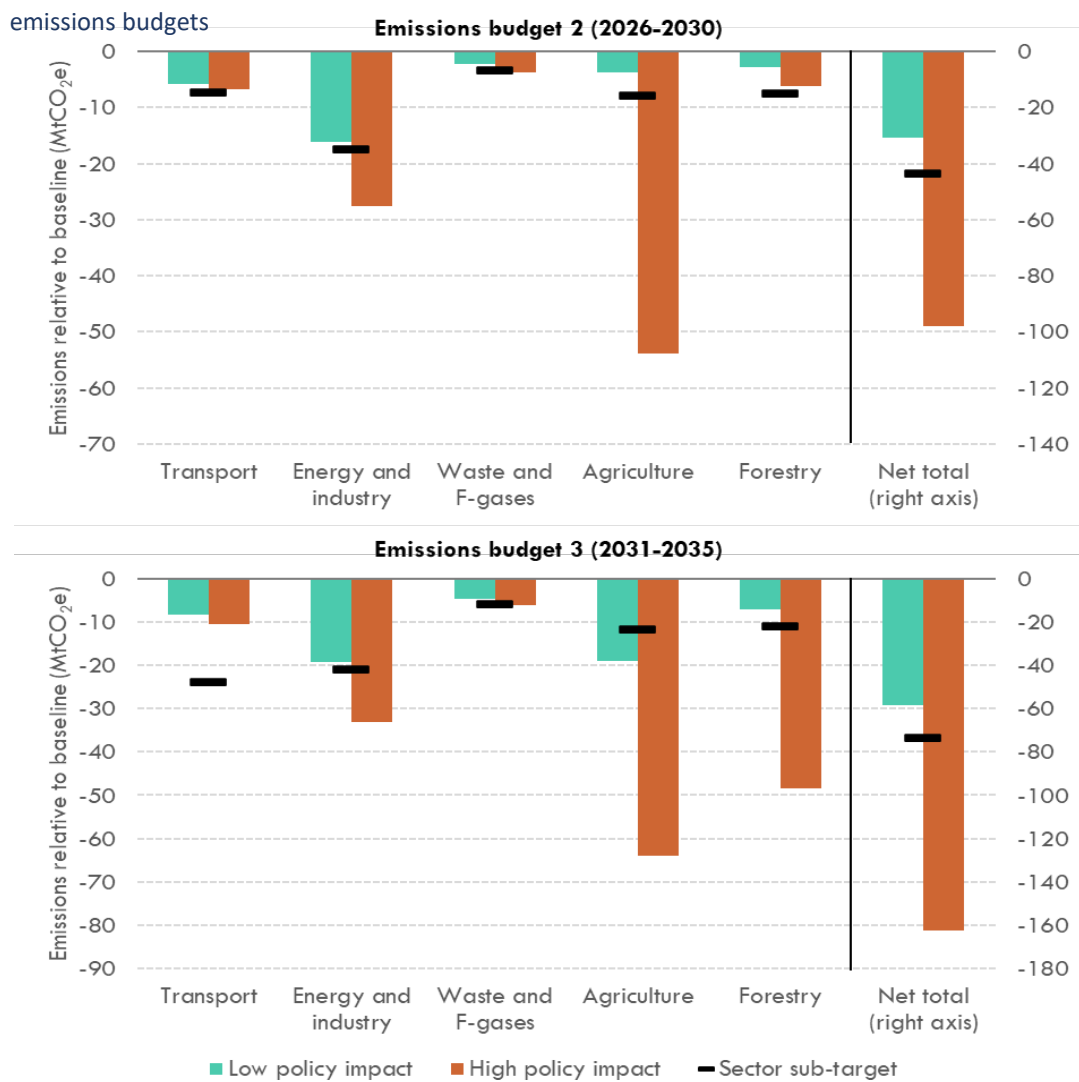 emissions budgets
Emissions budget 2 (2026-2030)
Emissions relative to baseline (MtCO₂e)
0
-10
-20
-30
-40
-50
-60
-70
0
-20
-40
-60
-80
-100
-120
-140
Transport
Energy and
industry
Waste and
F-gases
Agriculture
Forestry
Net total
(right axis)
Emissions budget 3 (2031-2035)
Emissions relative to baseline (MtCO₂e)
0
-10
-20
-30
-40
-50
-60
-70
-80
-90
0
-20
-40
-60
-80
-100
-120
-140
-160
-180
Transport
Energy and
industry
Waste and
F-gases
Agriculture
Forestry
Net total
(right axis)
Low policy impact
High policy impact
Sector sub-target